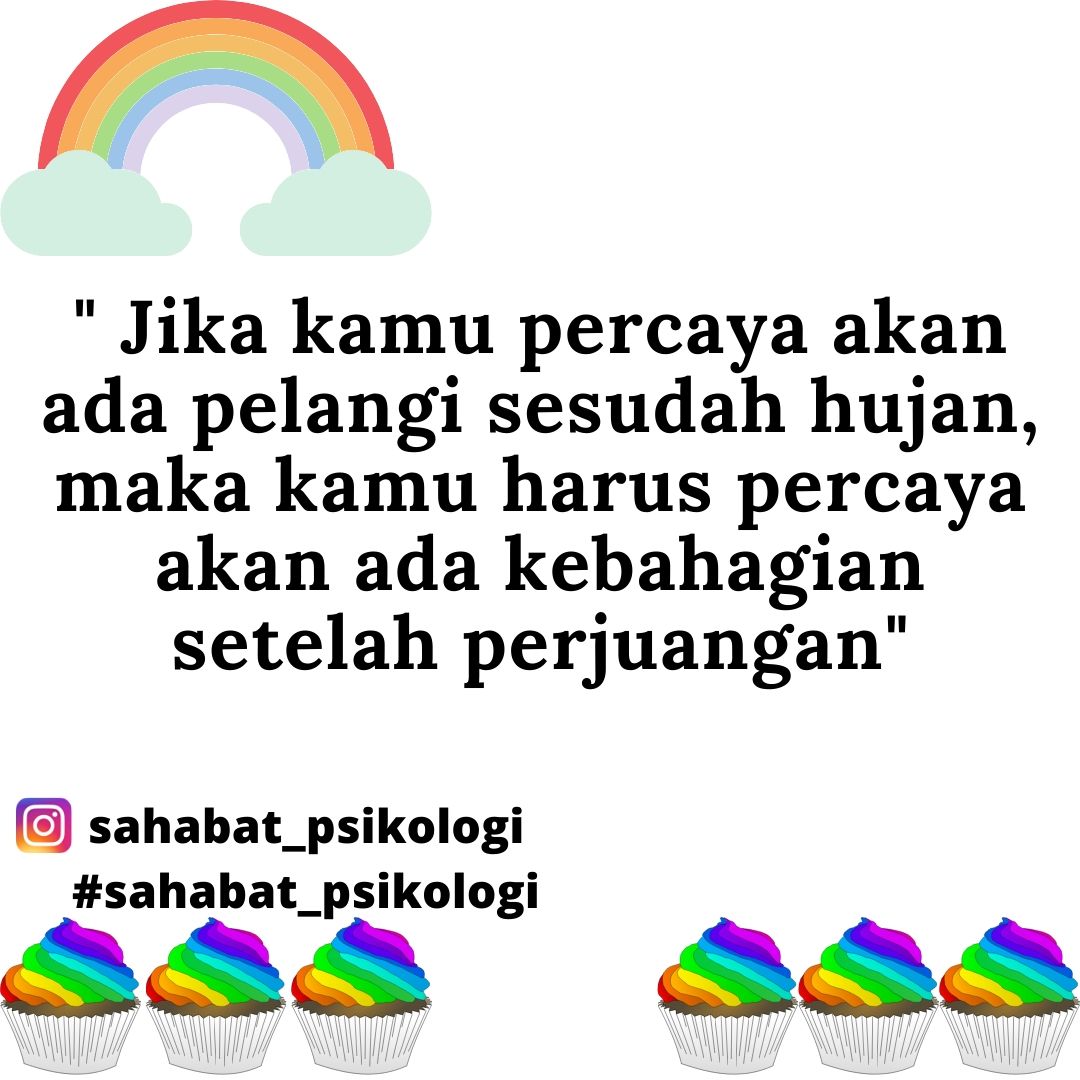 " Jika kamu percaya akan
ada pelangi sesudah hujan,
maka kamu harus percaya
akan ada kebahagian
setelah perjuangan"
sahabat_psikologi
#sahabat_psikologi